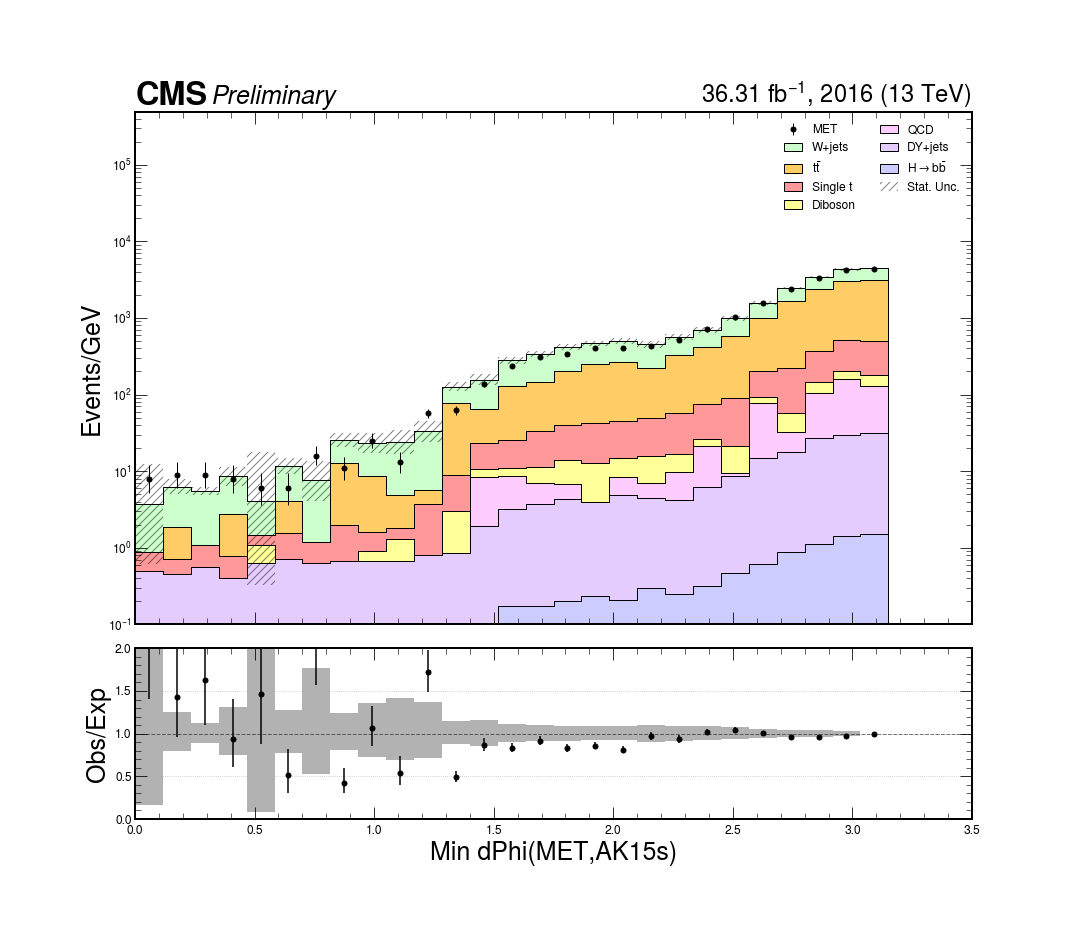 CMS Preliminary
36.31 fb⁻¹, 2016 (13 TeV)
MET
W+jets
tt̄
Single t
Diboson
QCD
DY+jets
H→bb̄
Stat. Unc.
Events/GeV
10⁵
10⁴
10³
10²
10¹
10⁰
10⁻¹
Obs/Exp
2.0
1.5
1.0
0.5
0.0
0.0 0.5 1.0 1.5 2.0 2.5 3.0 3.5
Min dPhi(MET,AK15s)